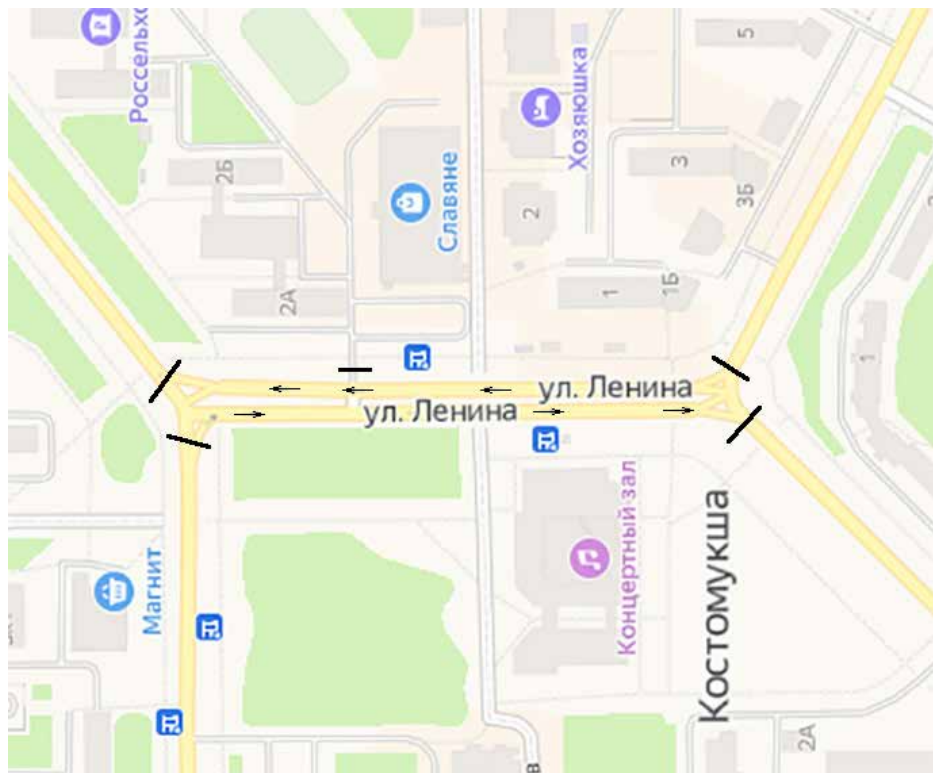 Россельхо
5
Хозяюшка
2Б
3
3Б
Славяне
2
2А
1
1Б
1
ул. Ленина
ул. Ленина
Магнит
Концертный зал
Костомукша
2А
в